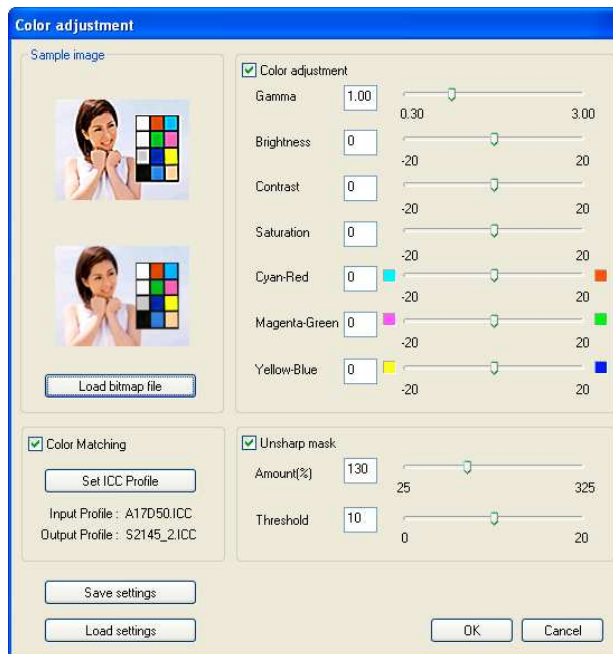 Color adjustment
Sample image
Load bitmap file
Color adjustment
Gamma 1.00
0.30 3.00
Brightness 0
-20 20
Contrast 0
-20 20
Saturation 0
-20 20
Cyan-Red 0
-20 20
Magenta-Green 0
-20 20
Yellow-Blue 0
-20 20
Color Matching
Set ICC Profile
Input Profile : A17D50.ICC
Output Profile : S2145_2.ICC
Unsharp mask
Amount(%) 130
25 325
Threshold 10
0 20
Save settings
Load settings
OK Cancel